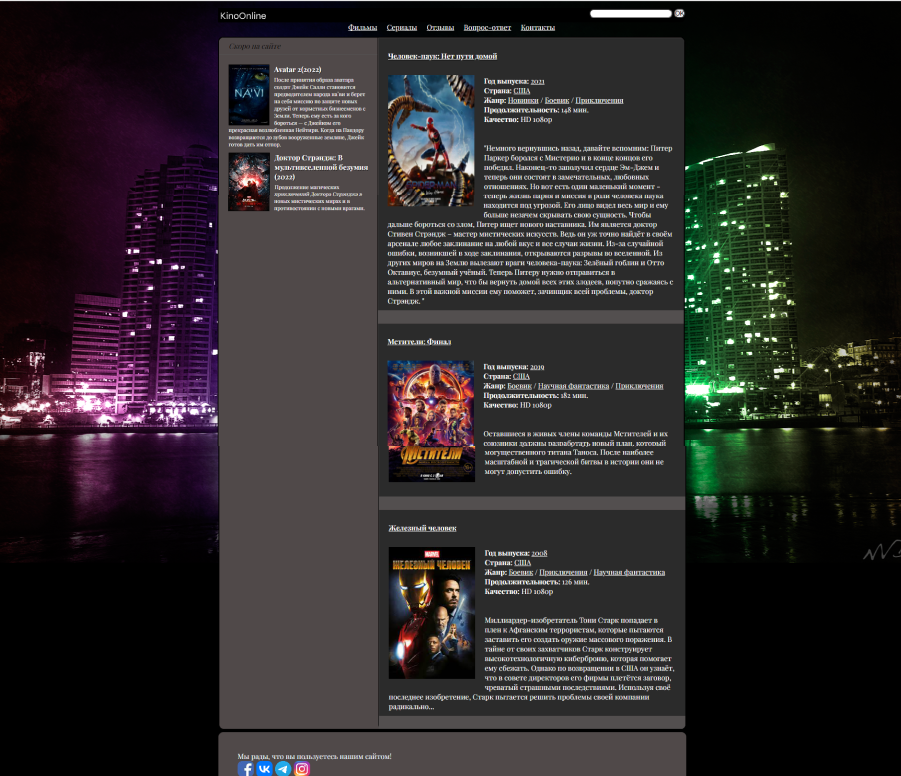 KinoOnline
OK
Фильмы Сериалы Отзывы Вопрос-ответ Контакты
Скоро на сайте
Avatar 2(2022)
После принятия образа аватара
солдат Джейк Салли становится
предводителем народа на'ви и берет
на себя миссию по защите новых
друзей от корыстных бизнесменов с
Земли. Теперь ему есть за кого
бороться — с Джейком его
прекрасная возлюбленная Нейтири. Когда на Пандору
возвращаются до зубов вооруженные земляне, Джейк
готов дать им отпор.
Доктор Стрэндж: В
мультивселенной безумия
(2022)
Продолжение магических
приключений Доктора Стрэнджа в
новых мистических мирах и в
противостоянии с новыми врагами.
Человек-паук: Нет пути домой
Год выпуска: 2021
Страна: США
Жанр: Новинки / Боевик / Приключения
Продолжительность: 148 мин.
Качество: HD 1080p
"Немного вернувшись назад, давайте вспомним: Питер
Паркер боролся с Мистерио и в конце концов его
победил. Наконец-то заполучил сердце Эм-Джем и
теперь они состоят в замечательных, любовных
отношениях. Но вот есть один маленький момент -
теперь жизнь парня и миссия в роли человека паука
находится под угрозой. Его лицо видел весь мир и ему
больше незачем скрывать свою сущность. Чтобы
дальше бороться со злом, Питер ищет нового наставника. Им является доктор
Стивен Стрэндж - мастер мистических искусств. Ведь он уж точно найдёт в своём
арсенале любое заклинание на любой вкус и все случаи жизни. Из-за случайной
ошибки, возникшей в ходе заклинания, открываются разрывы во вселенной. Из
других миров на Землю вылезают враги человека-паука: Зелёный гоблин и Отто
Октавиус, безумный учёный. Теперь Питеру нужно отправиться в
альтернативный мир, что бы вернуть домой всех этих злодеев, попутно сражаясь с
ними. В этой важной миссии ему поможет, зачинщик всей проблемы, доктор
Стрэндж. "
Мстители: Финал
Год выпуска: 2019
Страна: США
Жанр: Боевик / Научная фантастика / Приключения
Продолжительность: 182 мин.
Качество: HD 1080p
МСТИТЕЛИ
Оставшиеся в живых члены команды Мстителей и их
союзники должны разработать новый план, который
могущественного титана Таноса. После наиболее
масштабной и трагической битвы в истории они не
могут допустить ошибку.
Железный человек
MARVEL
ЖЕЛЕЗНЫЙ ЧЕЛОВЕК
Год выпуска: 2008
Страна: США
Жанр: Боевик / Приключения / Научная фантастика
Продолжительность: 126 мин.
Качество: HD 1080p
Миллиардер-изобретатель Тони Старк попадает в
плен к Афганским террористам, которые пытаются
заставить его создать оружие массового поражения. В
тайне от своих захватчиков Старк конструирует
высокотехнологичную киберброню, которая помогает
ему сбежать. Однако по возвращении в США он узнаёт,
что в совете директоров его фирмы плетётся заговор,
чреватый страшными последствиями. Используя своё
последнее изобретение, Старк пытается решить проблемы своей компании
радикально...
Мы рады, что вы пользуетесь нашим сайтом!